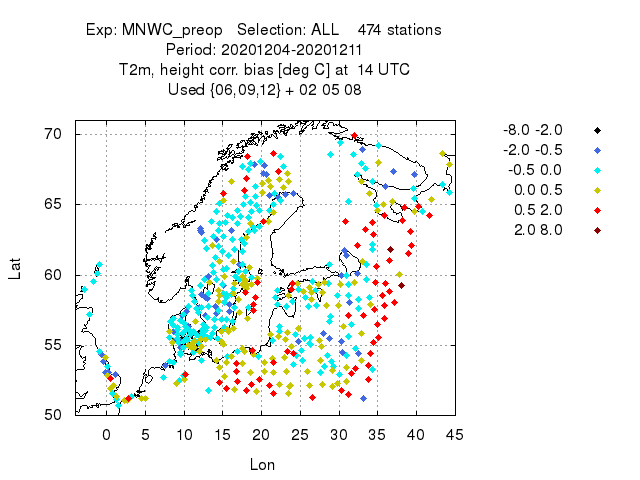 Exp: MNWC_preop   Selection: ALL    474 stations
Period: 20201204-20201211
T2m, height corr. bias [deg C] at  14 UTC
Used {06,09,12} + 02 05 08
70
65
60
55
50
Lat
0 5 10 15 20 25 30 35 40 45
Lon
-8.0 -2.0
-2.0 -0.5
-0.5 0.0
0.0 0.5
0.5 2.0
2.0 8.0